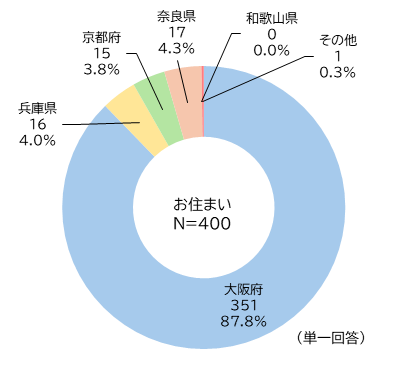 和歌山県
0
0.0%
その他
1
0.3%
奈良県
17
4.3%
京都府
15
3.8%
兵庫県
16
4.0%
お住まい
N=400
大阪府
351
87.8%
（単一回答）